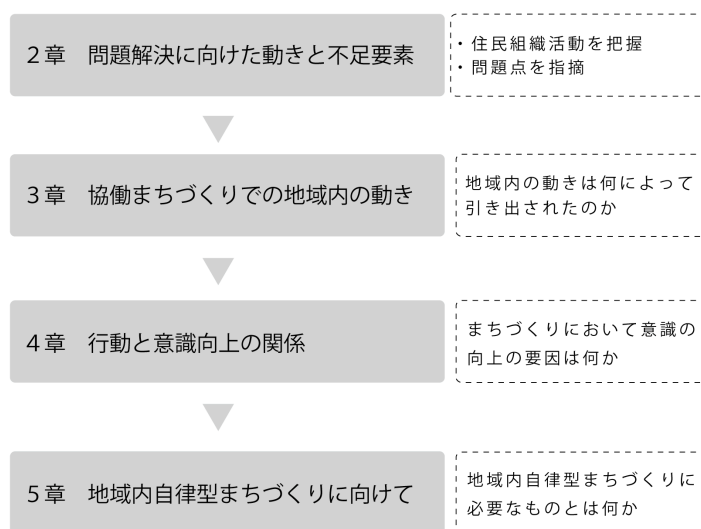 2章 問題解決に向けた動きと不足要素
・住民組織活動を把握
・問題点を指摘
3章 協働まちづくりでの地域内の動き
地域内の動きは何によって
引き出されたのか
4章 行動と意識向上の関係
まちづくりにおいて意識の
向上の要因は何か
5章 地域内自律型まちづくりに向けて
地域内自律型まちづくりに
必要なものとは何か